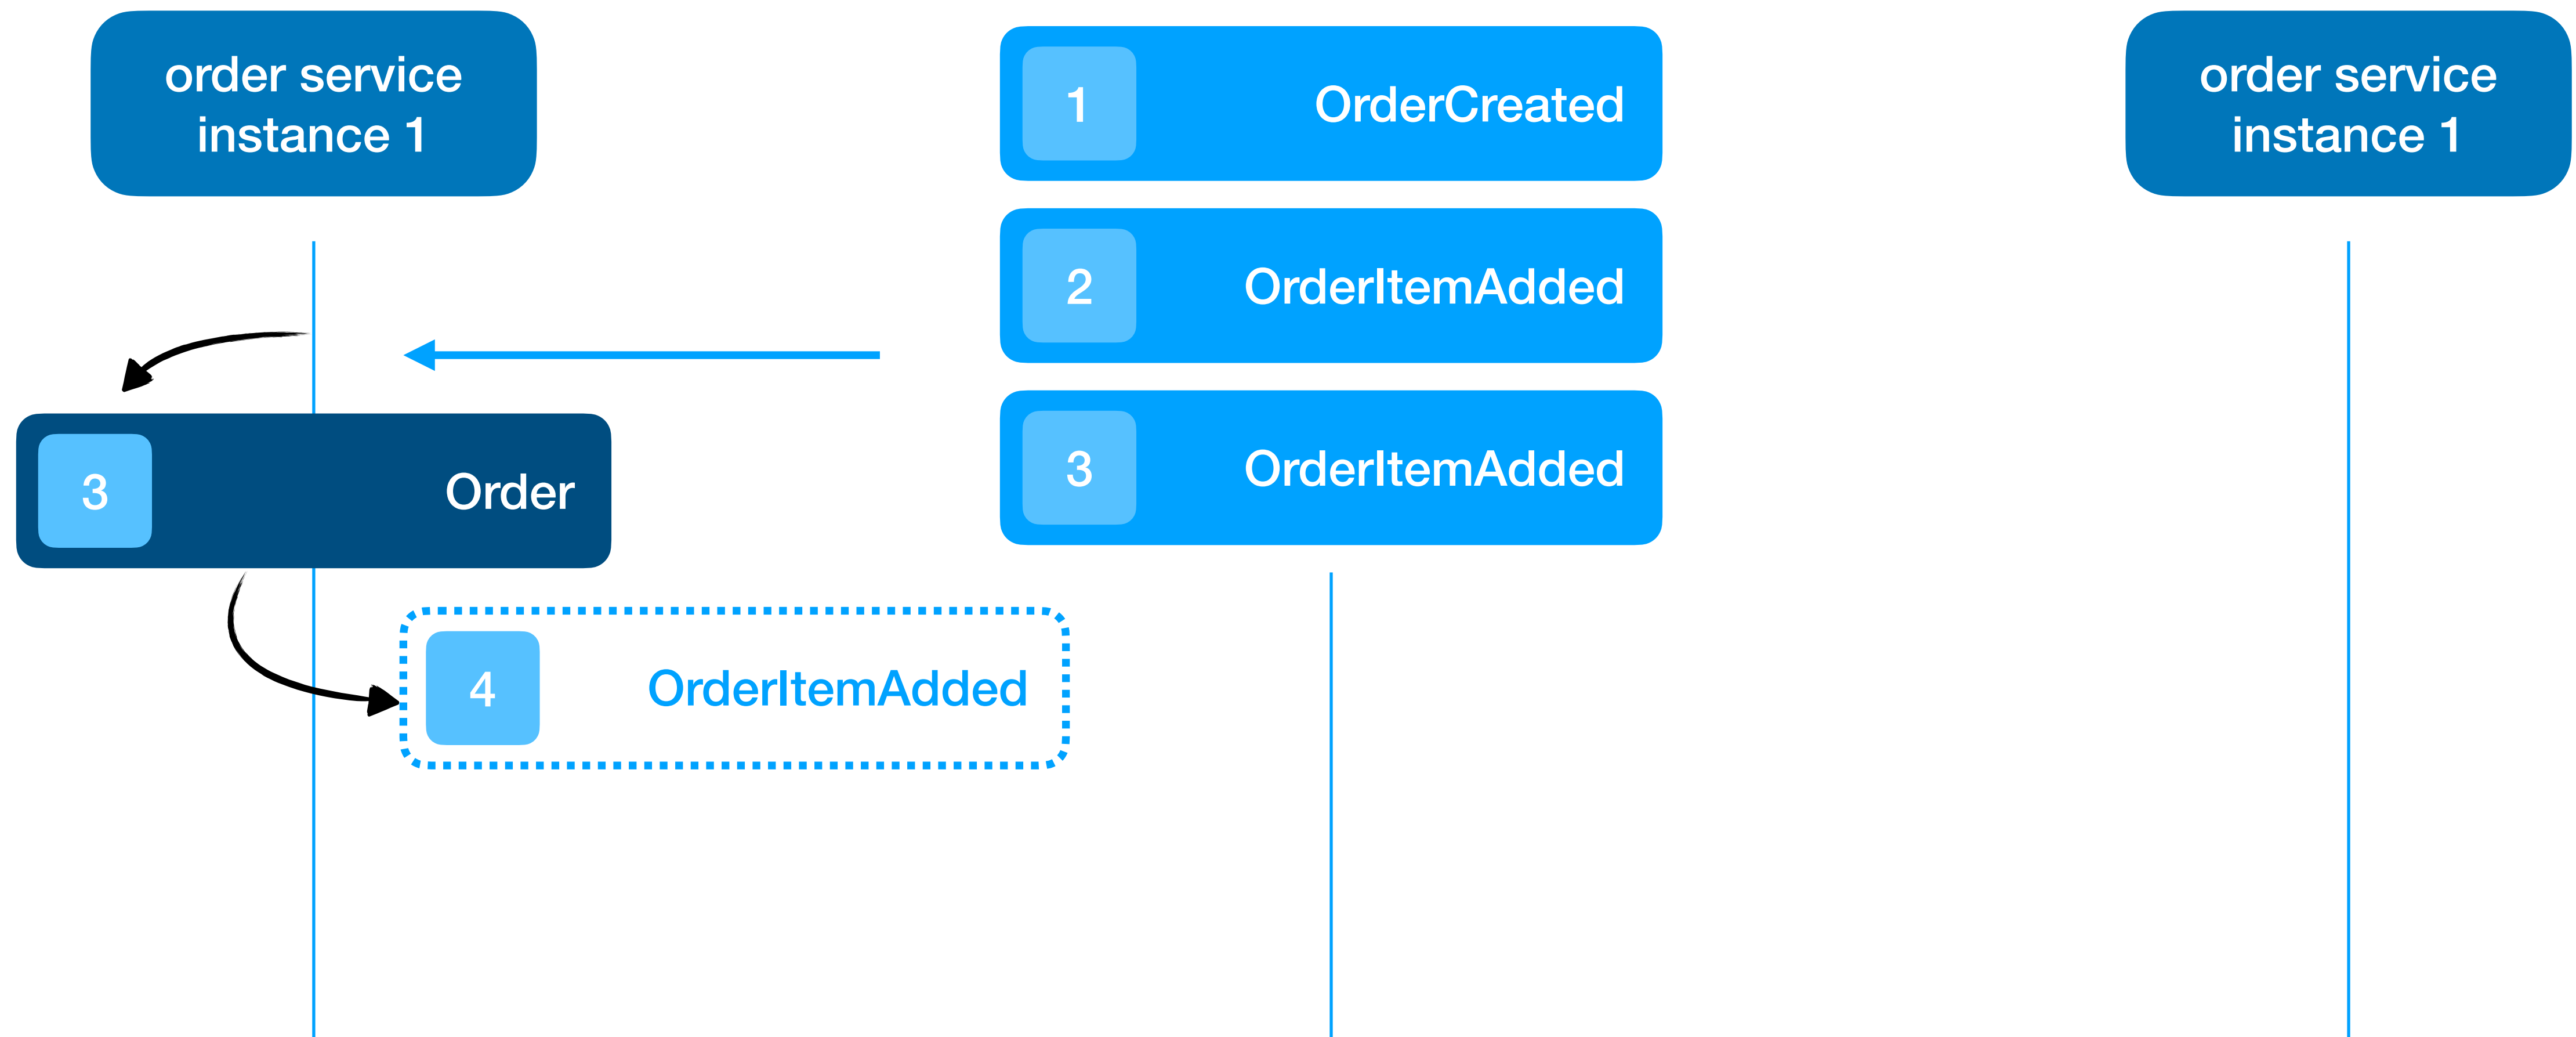 order service
instance 1
1
OrderCreated
order service
instance 1
2
OrderItemAdded
3
OrderItemAdded
3
Order
4
OrderItemAdded